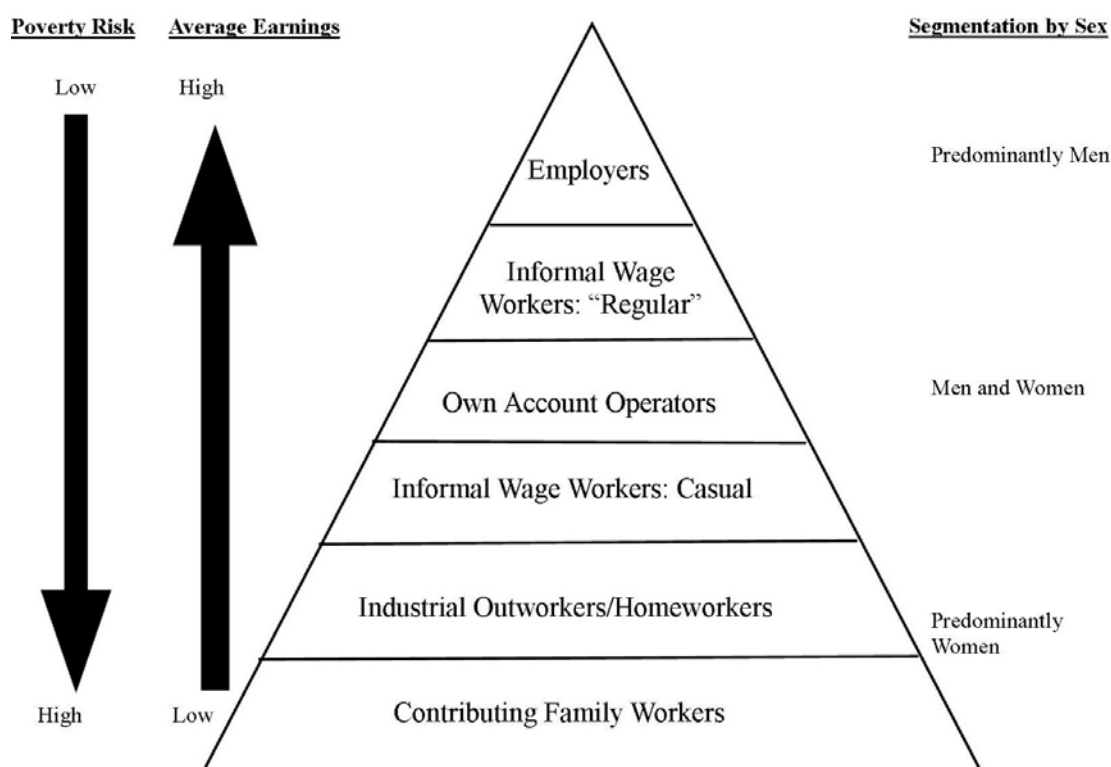 Poverty Risk
Average Earnings
Segmentation by Sex
Low
High
Predominantly Men
Employers
Informal Wage
Workers: “Regular”
Men and Women
Own Account Operators
Informal Wage Workers: Casual
Industrial Outworkers/Homeworkers
Predominantly
Women
High
Low
Contributing Family Workers